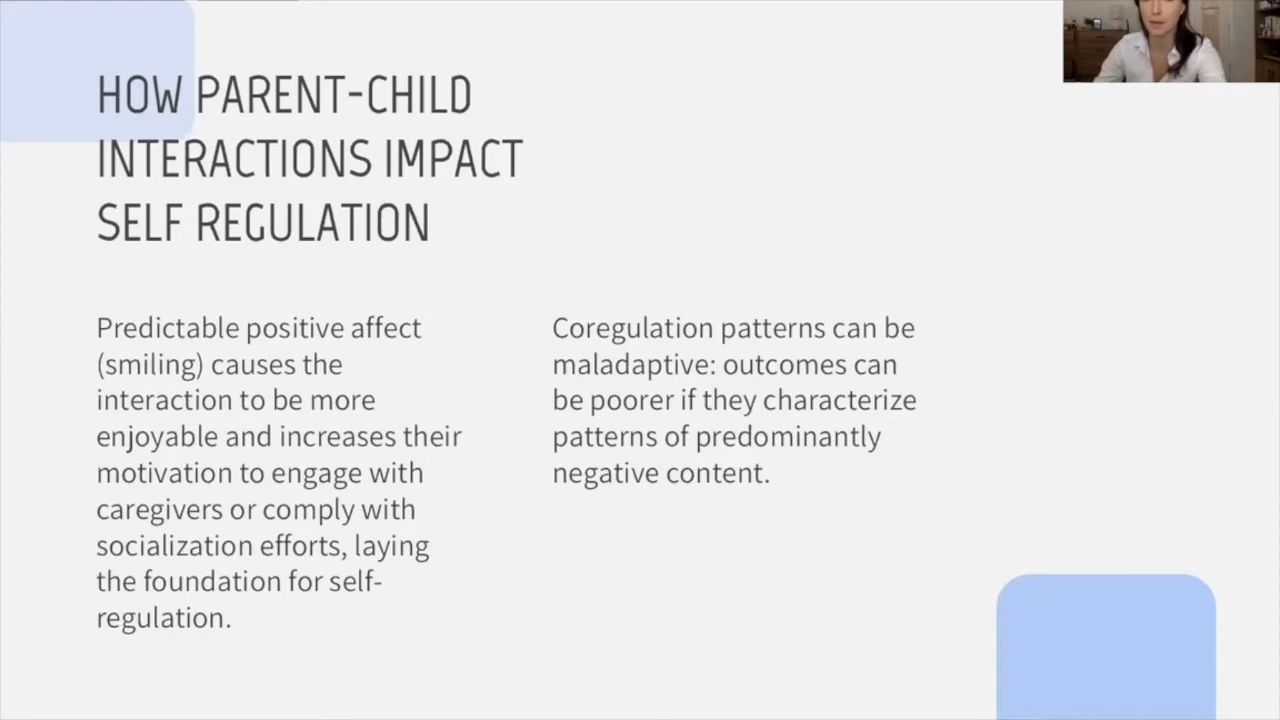 HOW PARENT-CHILD
INTERACTIONS IMPACT
SELF REGULATION
Predictable positive affect
(smiling) causes the
interaction to be more
enjoyable and increases their
motivation to engage with
caregivers or comply with
socialization efforts, laying
the foundation for self-
regulation.
Coregulation patterns can be
maladaptive: outcomes can
be poorer if they characterize
patterns of predominantly
negative content.